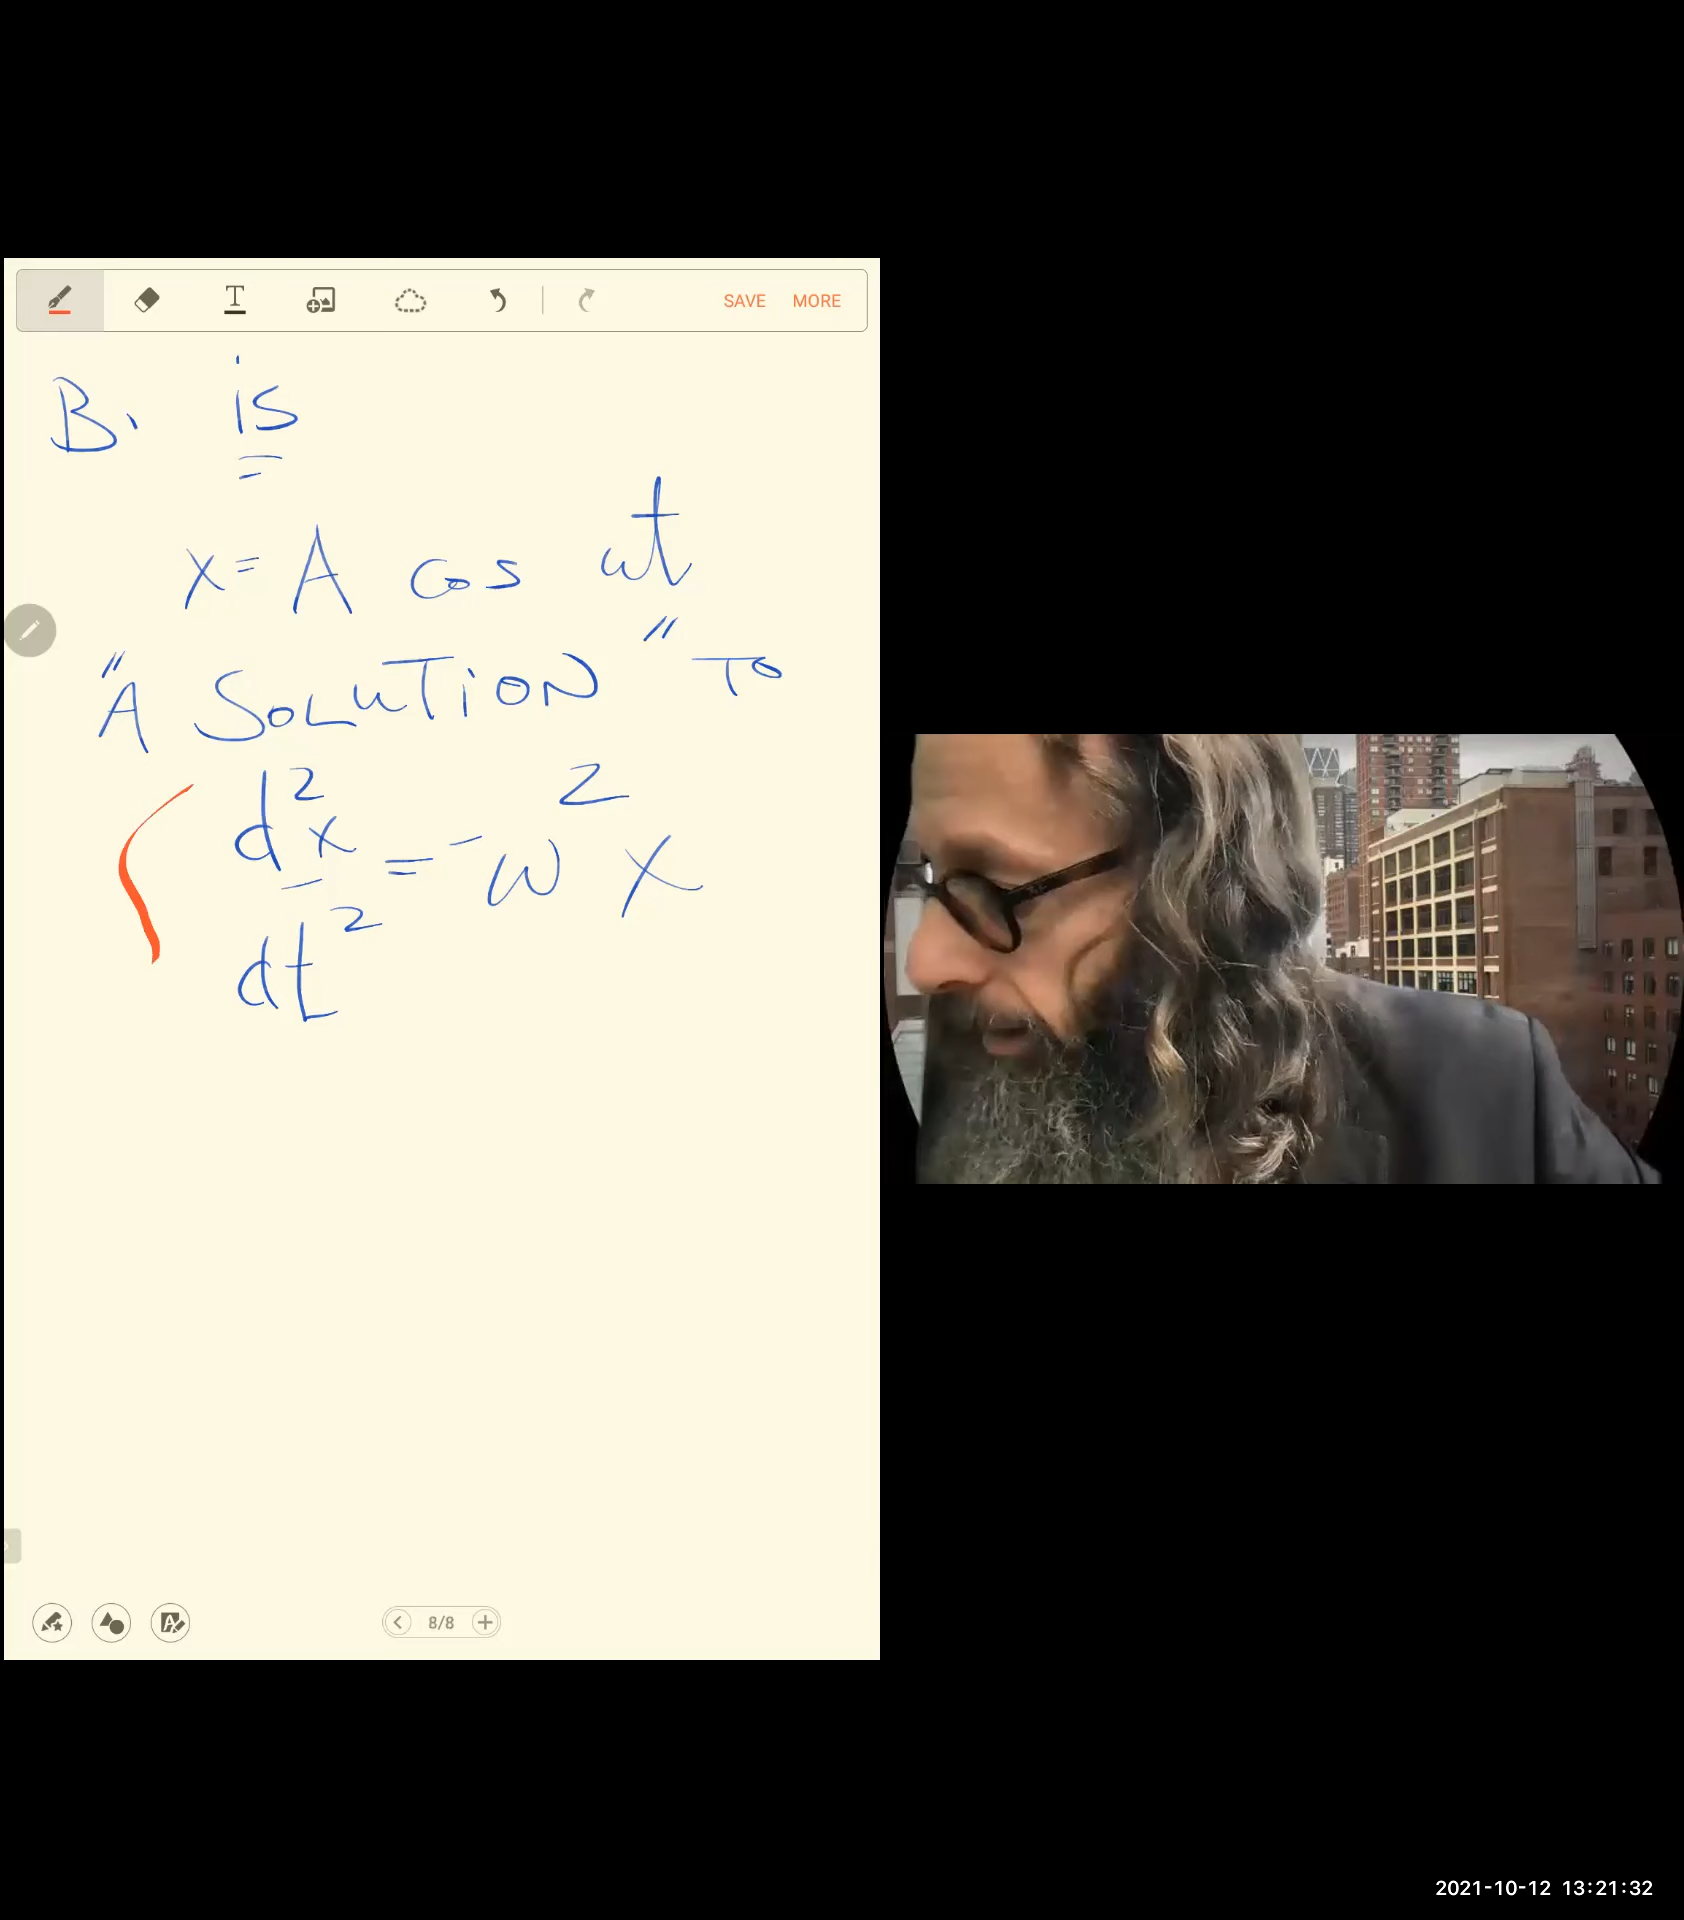 SAVE MORE
B. is
x = A cos ωt
"A SOLUTION" TO
d²x
— = -ω² x
dt²
8/8
2021-10-12 13:21:32